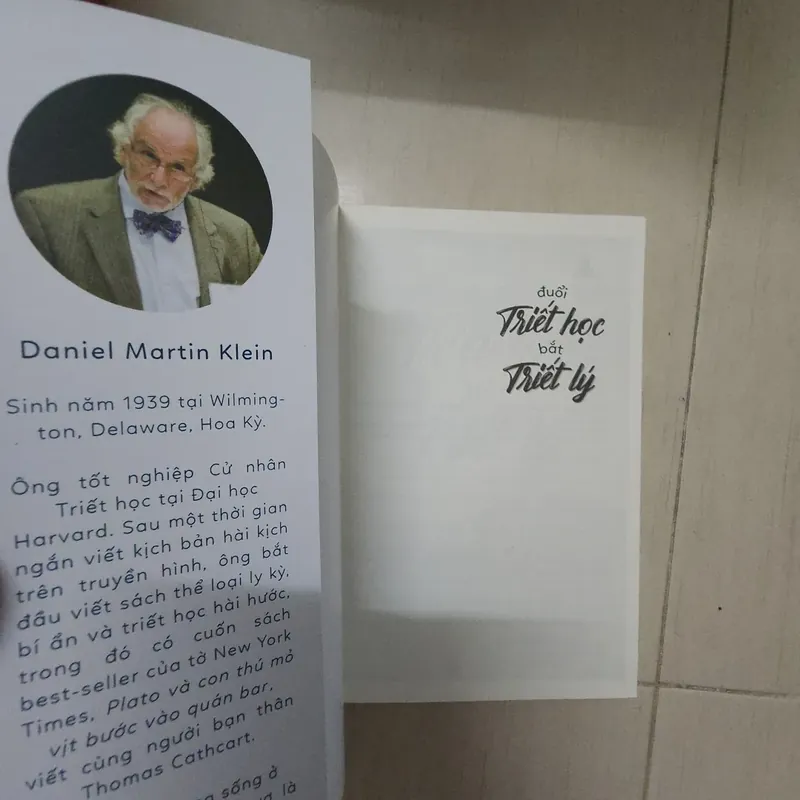 Daniel Martin Klein
Sinh năm 1939 tại Wilming-
ton, Delaware, Hoa Kỳ.
Ông tốt nghiệp Cử nhân
Triết học tại Đại học
Harvard. Sau một thời gian
ngắn viết kịch bản hài kịch
trên truyền hình, ông bắt
đầu viết sách thể loại ly kỳ,
bí ẩn và triết học hài hước,
trong đó có cuốn sách
best-seller của tờ New York
Times, Plato và con thú mỏ
vịt bước vào quán bar,
viết cùng người bạn thân
Thomas Cathcart.
sống ở
là
đuổi
Triết học
bắt
Triết lý